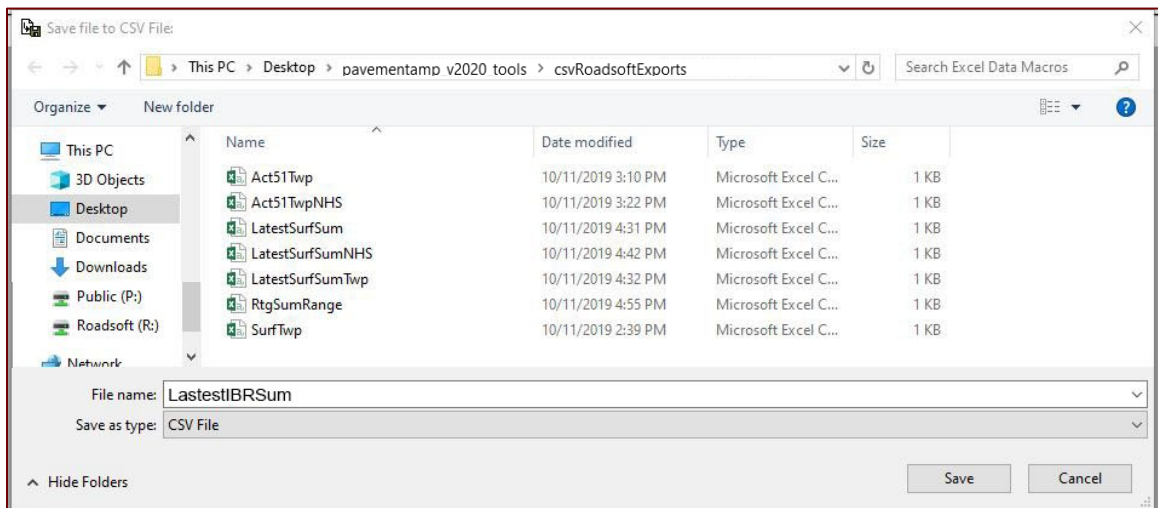 Save file to CSV File:
This PC > Desktop > pavementamp_v2020_tools > csvRoadsoftExports
Search Excel Data Macros
Organize New folder
This PC
3D Objects
Desktop
Documents
Downloads
Public (P:)
Roadsoft (R:)
Network
Name Date modified Type Size
Act51Twp 10/11/2019 3:10 PM Microsoft Excel C... 1 KB
Act51TwpNHS 10/11/2019 3:22 PM Microsoft Excel C... 1 KB
LatestSurfSum 10/11/2019 4:31 PM Microsoft Excel C... 1 KB
LatestSurfSumNHS 10/11/2019 4:42 PM Microsoft Excel C... 1 KB
LatestSurfSumTwp 10/11/2019 4:32 PM Microsoft Excel C... 1 KB
RtgSumRange 10/11/2019 4:55 PM Microsoft Excel C... 1 KB
SurfTwp 10/11/2019 2:39 PM Microsoft Excel C... 1 KB
File name: LastestIBRSum
Save as type: CSV File
Hide Folders
Save Cancel